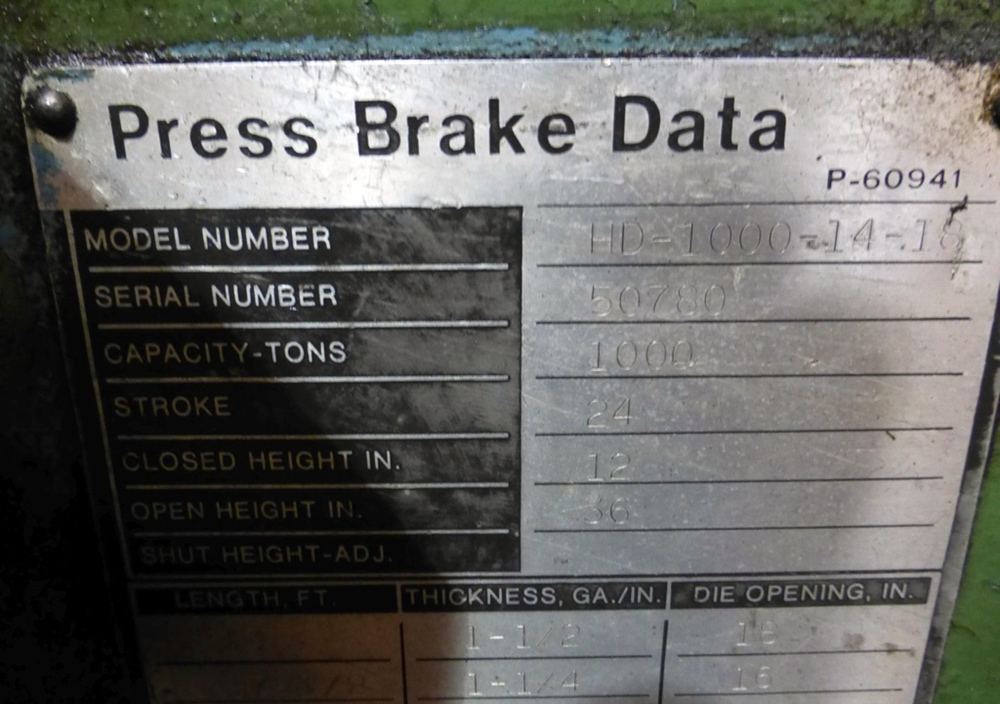 Press Brake Data
P-60941
MODEL NUMBER HD-1000-14-16
SERIAL NUMBER 50780
CAPACITY-TONS 1000
STROKE 24
CLOSED HEIGHT IN. 12
OPEN HEIGHT IN. 36
SHUT HEIGHT-ADJ.
LENGTH, FT. THICKNESS, GA./IN. DIE OPENING, IN.
1-1/2 16
1-1/4 16